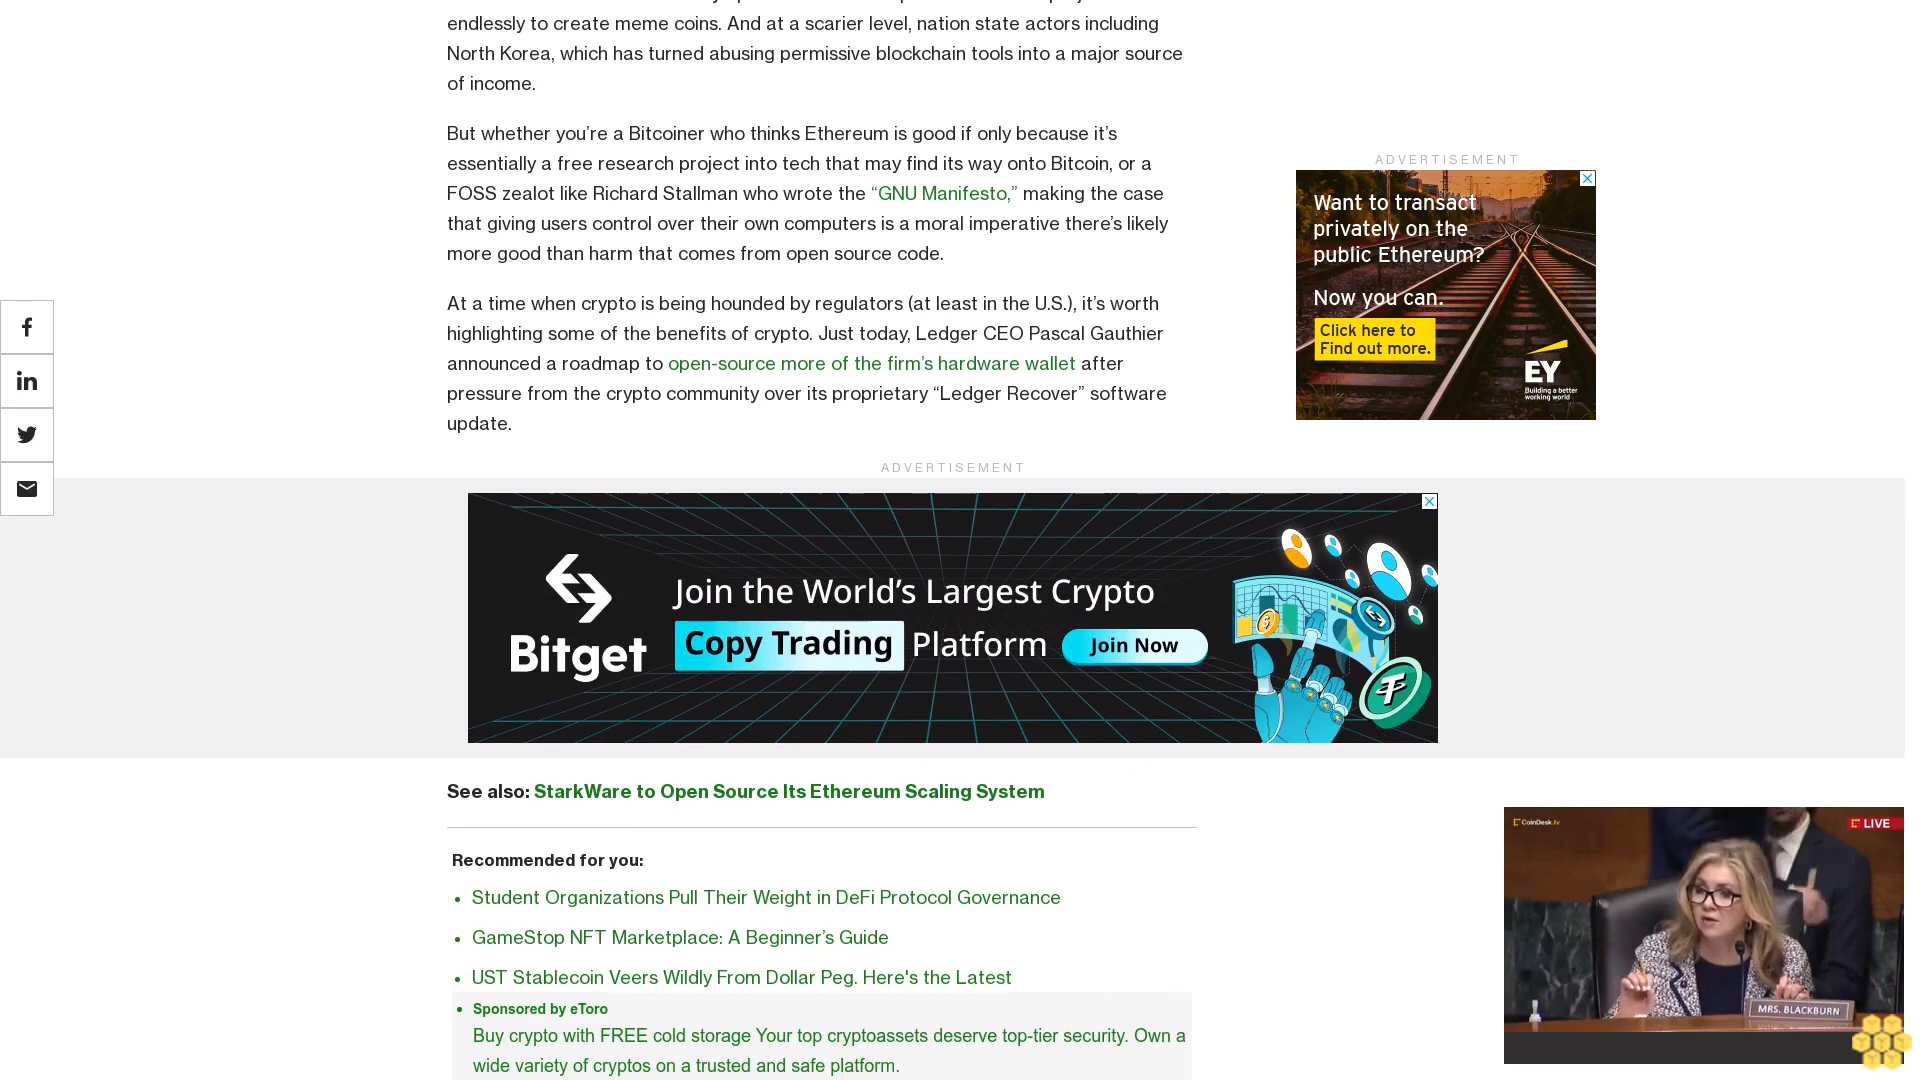 endlessly to create meme coins. And at a scarier level, nation state actors including
North Korea, which has turned abusing permissive blockchain tools into a major source
of income.
But whether you’re a Bitcoiner who thinks Ethereum is good if only because it’s
essentially a free research project into tech that may find its way onto Bitcoin, or a
FOSS zealot like Richard Stallman who wrote the “GNU Manifesto,” making the case
that giving users control over their own computers is a moral imperative there’s likely
more good than harm that comes from open source code.
At a time when crypto is being hounded by regulators (at least in the U.S.), it’s worth
highlighting some of the benefits of crypto. Just today, Ledger CEO Pascal Gauthier
announced a roadmap to open-source more of the firm’s hardware wallet after
pressure from the crypto community over its proprietary “Ledger Recover” software
update.
ADVERTISEMENT
Want to transact
privately on the
public Ethereum?
Now you can.
Click here to
Find out more.
EY
Building a better
working world
ADVERTISEMENT
Bitget
Join the World’s Largest Crypto
Copy Trading Platform Join Now
See also: StarkWare to Open Source Its Ethereum Scaling System
Recommended for you:
• Student Organizations Pull Their Weight in DeFi Protocol Governance
• GameStop NFT Marketplace: A Beginner’s Guide
• UST Stablecoin Veers Wildly From Dollar Peg. Here's the Latest
• Sponsored by eToro
Buy crypto with FREE cold storage Your top cryptoassets deserve top-tier security. Own a
wide variety of cryptos on a trusted and safe platform.
CoinDesk.tv
LIVE
MRS. BLACKBURN